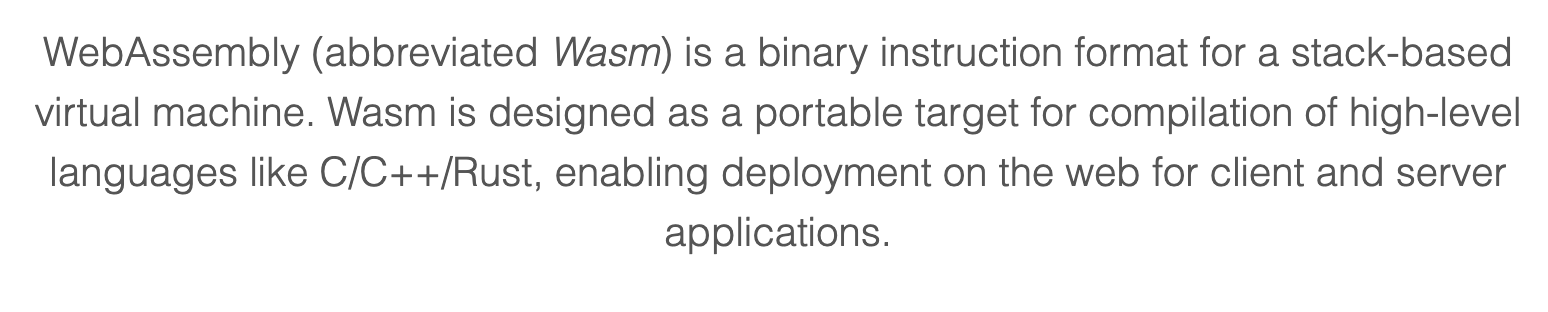 WebAssembly (abbreviated Wasm) is a binary instruction format for a stack-based
virtual machine. Wasm is designed as a portable target for compilation of high-level
languages like C/C++/Rust, enabling deployment on the web for client and server
applications.